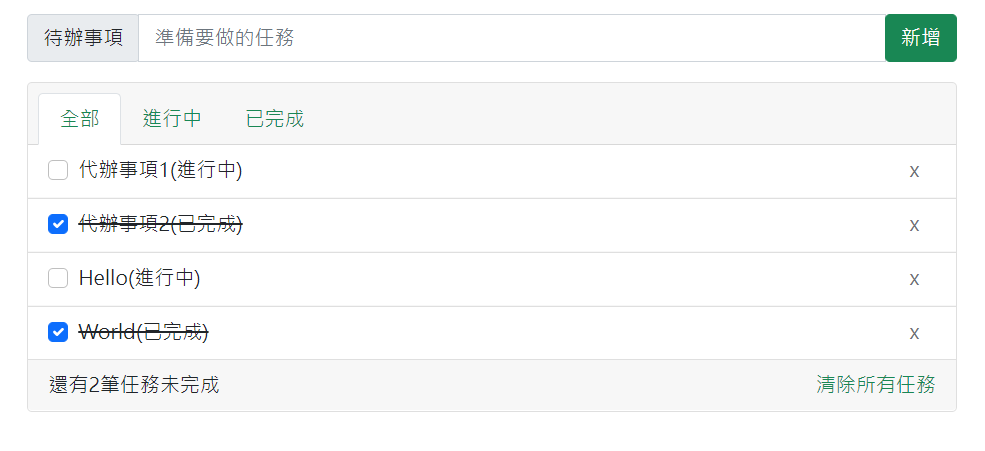 待辦事項 準備要做的任務 新增
全部 進行中 已完成
代辦事項1(進行中) x
代辦事項2(已完成) x
Hello(進行中) x
World(已完成) x
還有2筆任務未完成 清除所有任務